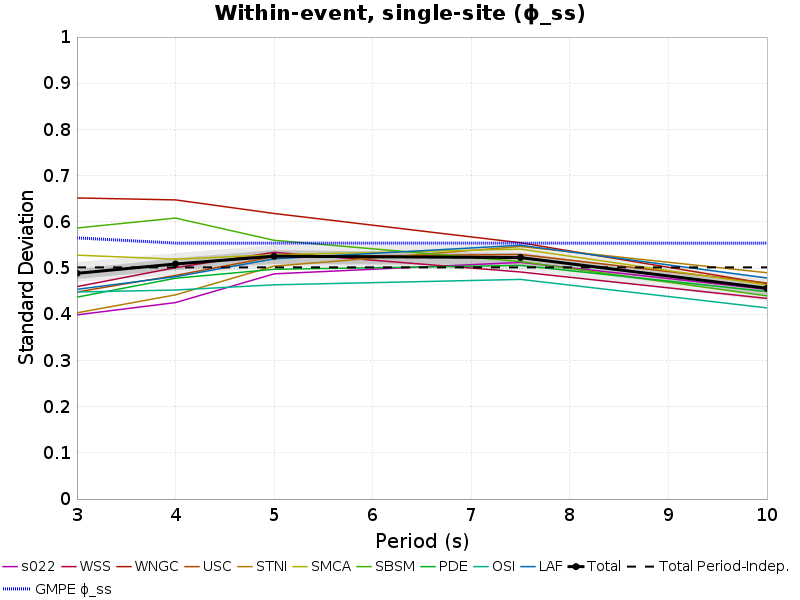 Within-event, single-site (ϕ_ss)
1
0.9
0.8
0.7
0.6
0.5
0.4
0.3
0.2
0.1
0
Standard Deviation
3 4 5 6 7 8 9 10
Period (s)
s022 WSS WNGC USC STNI SMCA SBSM PDE OSI LAF Total Total Period-Indep.
GMPE ϕ_ss